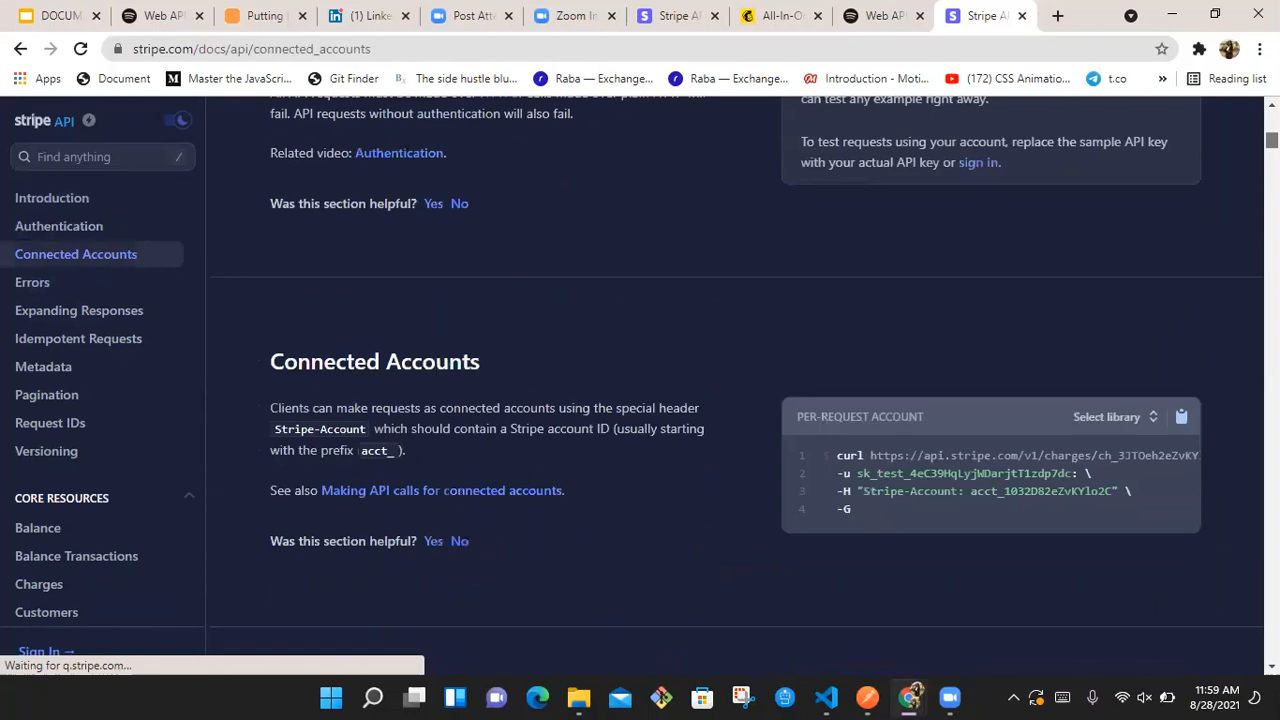 DOCUM
Web API
Putting
(1) Linke
Post Atte
Zoom In
Stripe AP
All-In-O
Web API
Stripe A
stripe.com/docs/api/connected_accounts
Apps
Document
Master the JavaScr...
Git Finder
The side hustle blu...
Raba — Exchange...
Raba — Exchange...
Introduction - Moti...
(172) CSS Animatio...
t.co
»
Reading list
fail. API requests without authentication will also fail.
can test any example right away.
stripe API
Find anything
/
Related video: Authentication.
To test requests using your account, replace the sample API key
with your actual API key or sign in.
Was this section helpful? Yes No
Introduction
Authentication
Connected Accounts
Errors
Expanding Responses
Idempotent Requests
Metadata
Pagination
Request IDs
Versioning
CORE RESOURCES
Balance
Balance Transactions
Charges
Customers
Sign In →
Connected Accounts
Clients can make requests as connected accounts using the special header
Stripe-Account which should contain a Stripe account ID (usually starting
with the prefix acct_ ).
See also Making API calls for connected accounts.
Was this section helpful? Yes No
PER-REQUEST ACCOUNT
Select library
1 $ curl https://api.stripe.com/v1/charges/ch_3JTOeh2eZvKY
2 -u sk_test_4eC39HqLyjWDarjtT1zdp7dc: \
3 -H "Stripe-Account: acct_1032D82eZvKYlo2C" \
4 -G
Waiting for q.stripe.com...
11:59 AM
8/28/2021